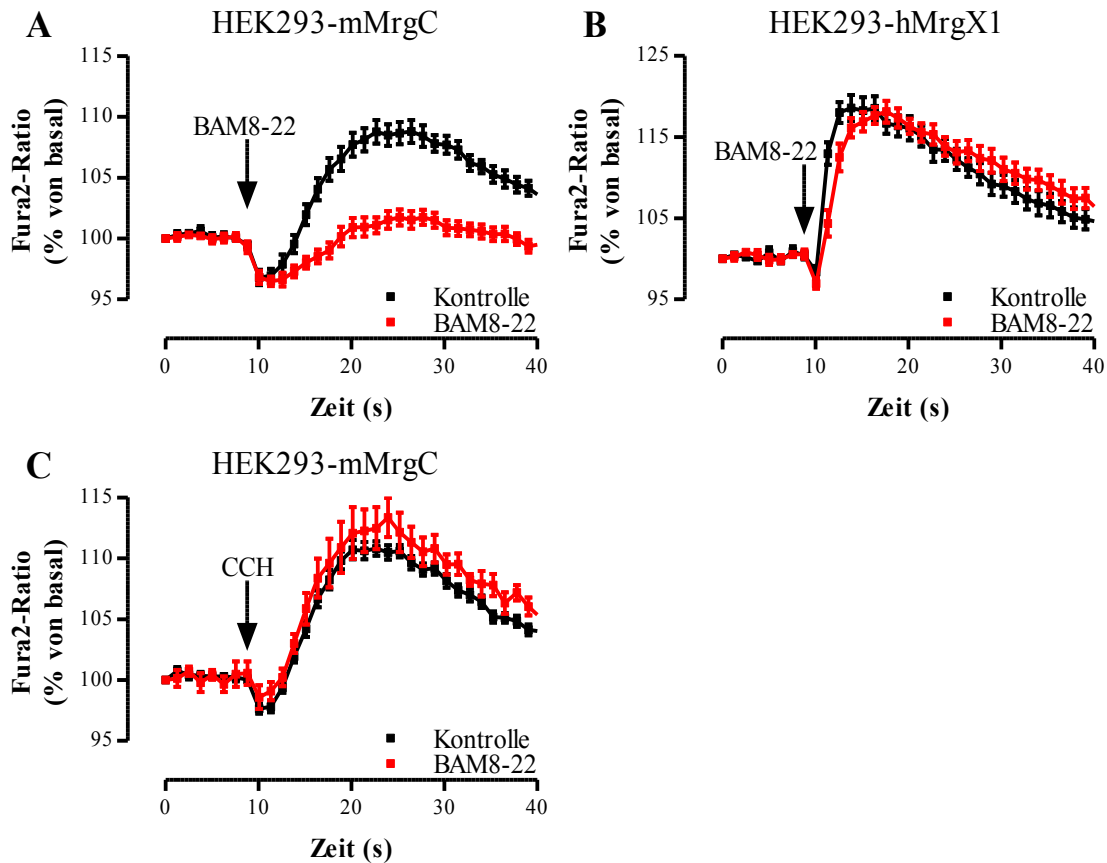 A
HEK293-mMrgC
115
110
105
100
95
Fura2-Ratio
(% von basal)
BAM8-22
Kontrolle
BAM8-22
0
10
20
30
40
Zeit (s)
B
HEK293-hMrgX1
125
115
105
95
Fura2-Ratio
(% von basal)
BAM8-22
Kontrolle
BAM8-22
0
10
20
30
40
Zeit (s)
C
HEK293-mMrgC
115
110
105
100
95
Fura2-Ratio
(% von basal)
CCH
Kontrolle
BAM8-22
0
10
20
30
40
Zeit (s)